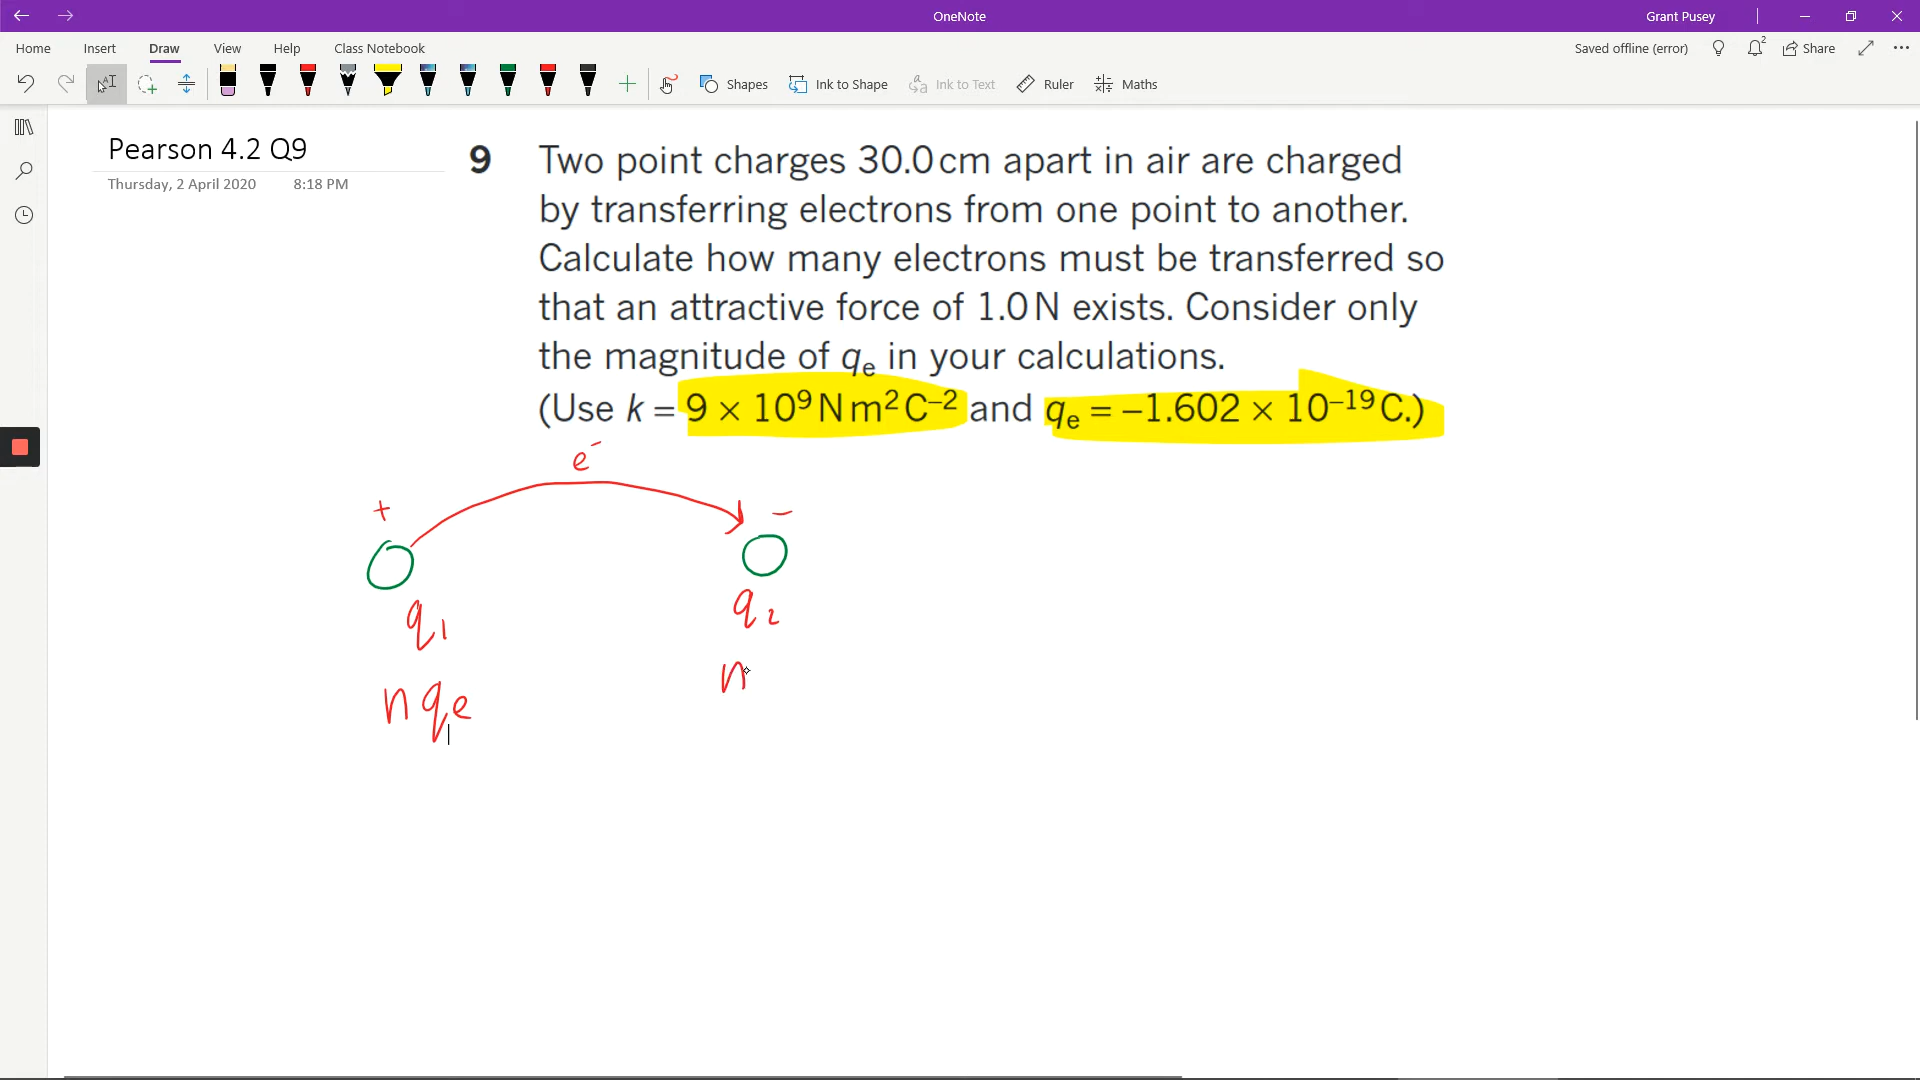 OneNote
Grant Pusey
Home Insert Draw View Help Class Notebook
Saved offline (error) 2 Share
Shapes Ink to Shape Ink to Text Ruler Maths
Pearson 4.2 Q9
Thursday, 2 April 2020 8:18 PM
9 Two point charges 30.0 cm apart in air are charged
by transferring electrons from one point to another.
Calculate how many electrons must be transferred so
that an attractive force of 1.0 N exists. Consider only
the magnitude of qₑ in your calculations.
(Use k = 9 × 10⁹ N m² C⁻² and qₑ = –1.602 × 10⁻¹⁹ C.)
e⁻
+ −
q₁ q₂
n qₑ n